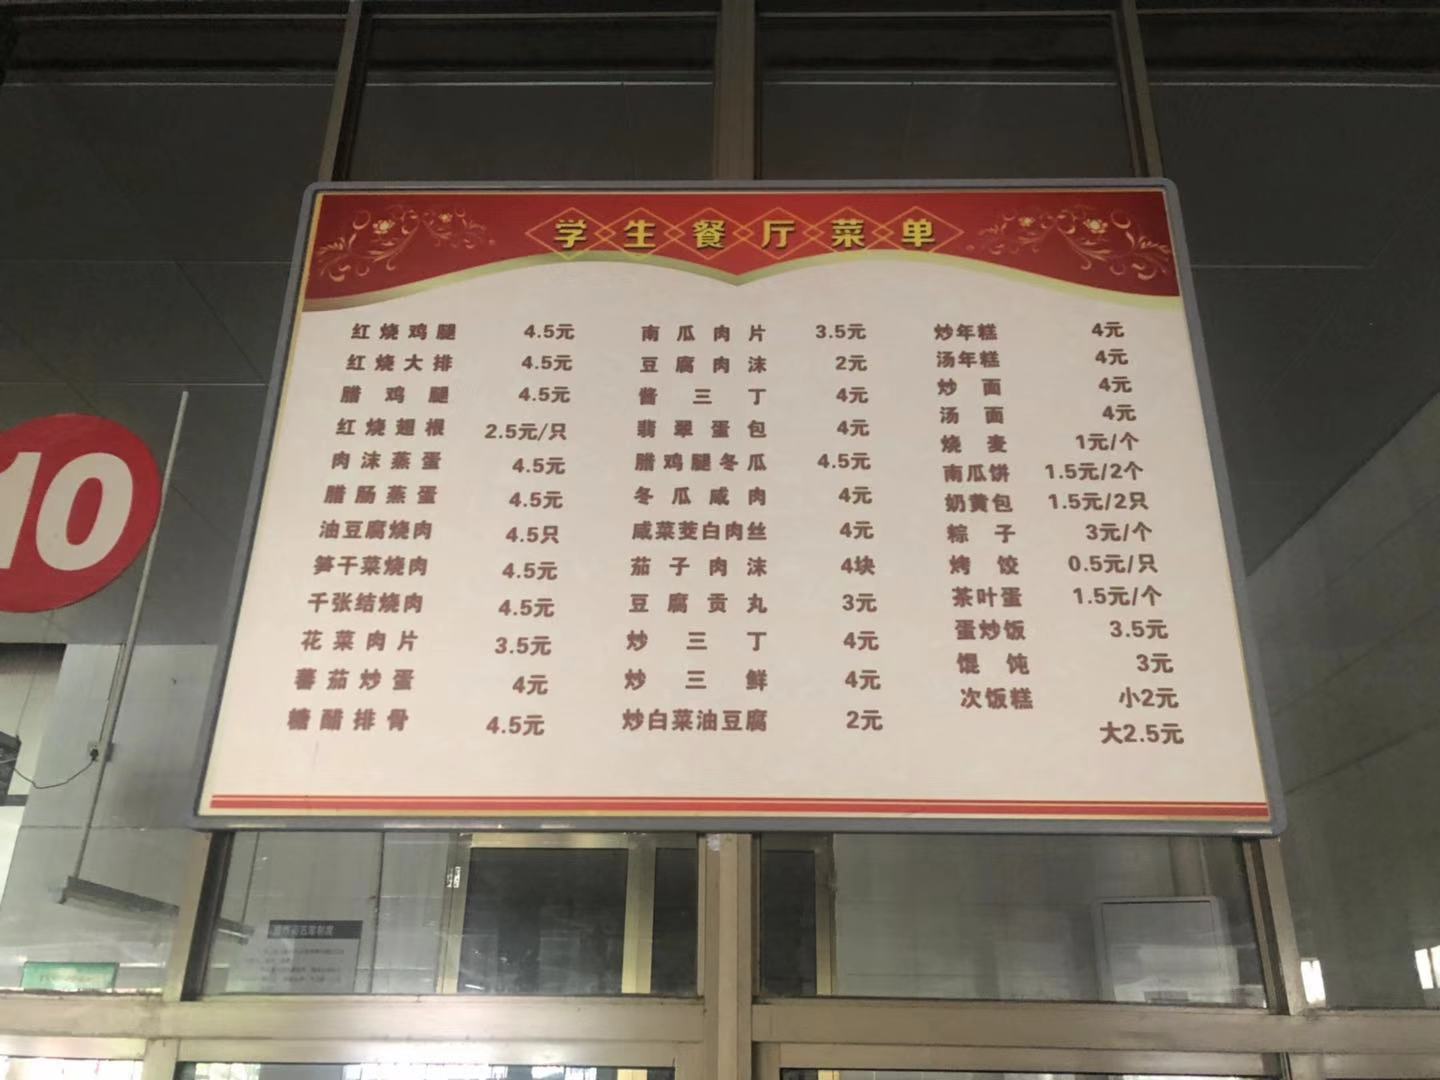 学生餐厅菜单
红烧鸡腿 4.5元
红烧大排 4.5元
腊鸡腿 4.5元
红烧翅根 2.5元/只
肉沫蒸蛋 4.5元
腊肠蒸蛋 4.5元
油豆腐烧肉 4.5只
笋干菜烧肉 4.5元
千张结烧肉 4.5元
花菜肉片 3.5元
蕃茄炒蛋 4元
糖醋排骨 4.5元
南瓜肉片 3.5元
豆腐肉沫 2元
酱三丁 4元
翡翠蛋包 4元
腊鸡腿冬瓜 4.5元
冬瓜咸肉 4元
咸菜茭白肉丝 4元
茄子肉沫 4块
豆腐贡丸 3元
炒三丁 4元
炒三鲜 4元
炒白菜油豆腐 2元
炒年糕 4元
汤年糕 4元
炒面 4元
汤面 4元
烧麦 1元/个
南瓜饼 1.5元/2个
奶黄包 1.5元/2只
粽子 3元/个
烤饺 0.5元/只
茶叶蛋 1.5元/个
蛋炒饭 3.5元
馄饨 3元
次饭糕 小2元
大2.5元
10